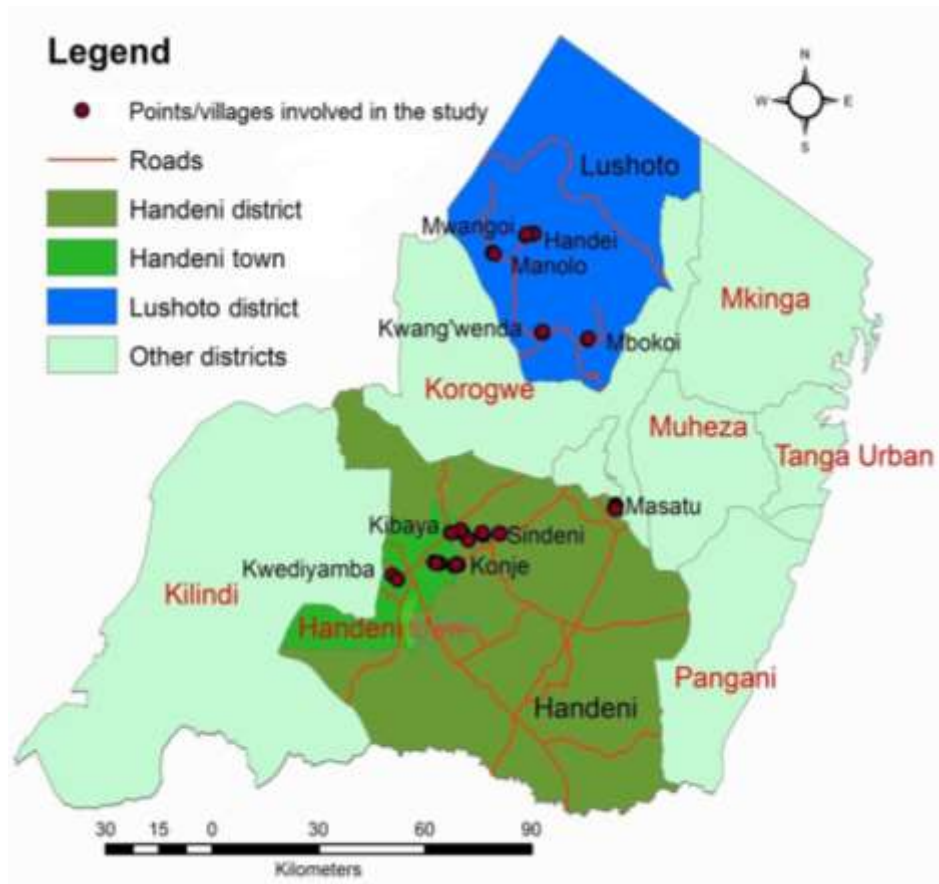 Legend
Points/villages involved in the study
Roads
Handeni district
Handeni town
Lushoto district
Other districts
N
W E
S
Lushoto
Mwangoi
Handei
Manolo
Mkinga
Kwang'wenda
Mbokoi
Korogwe
Muheza
Tanga Urban
Masatu
Kibaya
Sindeni
Kwediyamba
Konje
Kilindi
Handeni
Pangani
Handeni
30 15 0 30 60 90
Kilometers